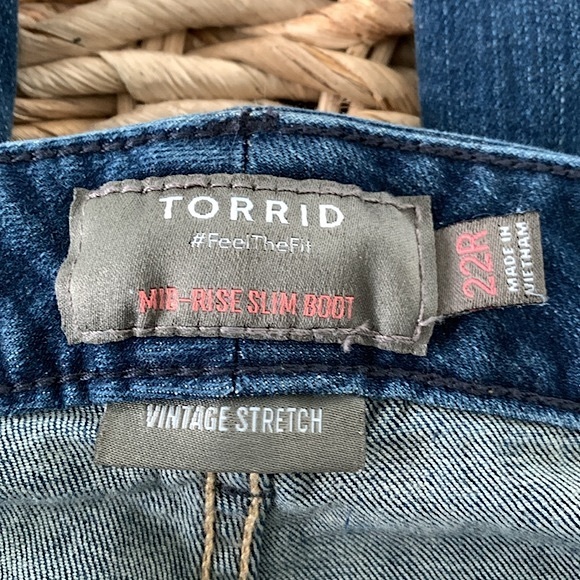 TORRID
#FeelTheFit
MID-RISE SLIM BOOT
22R
MADE IN
VIETNAM
VINTAGE STRETCH